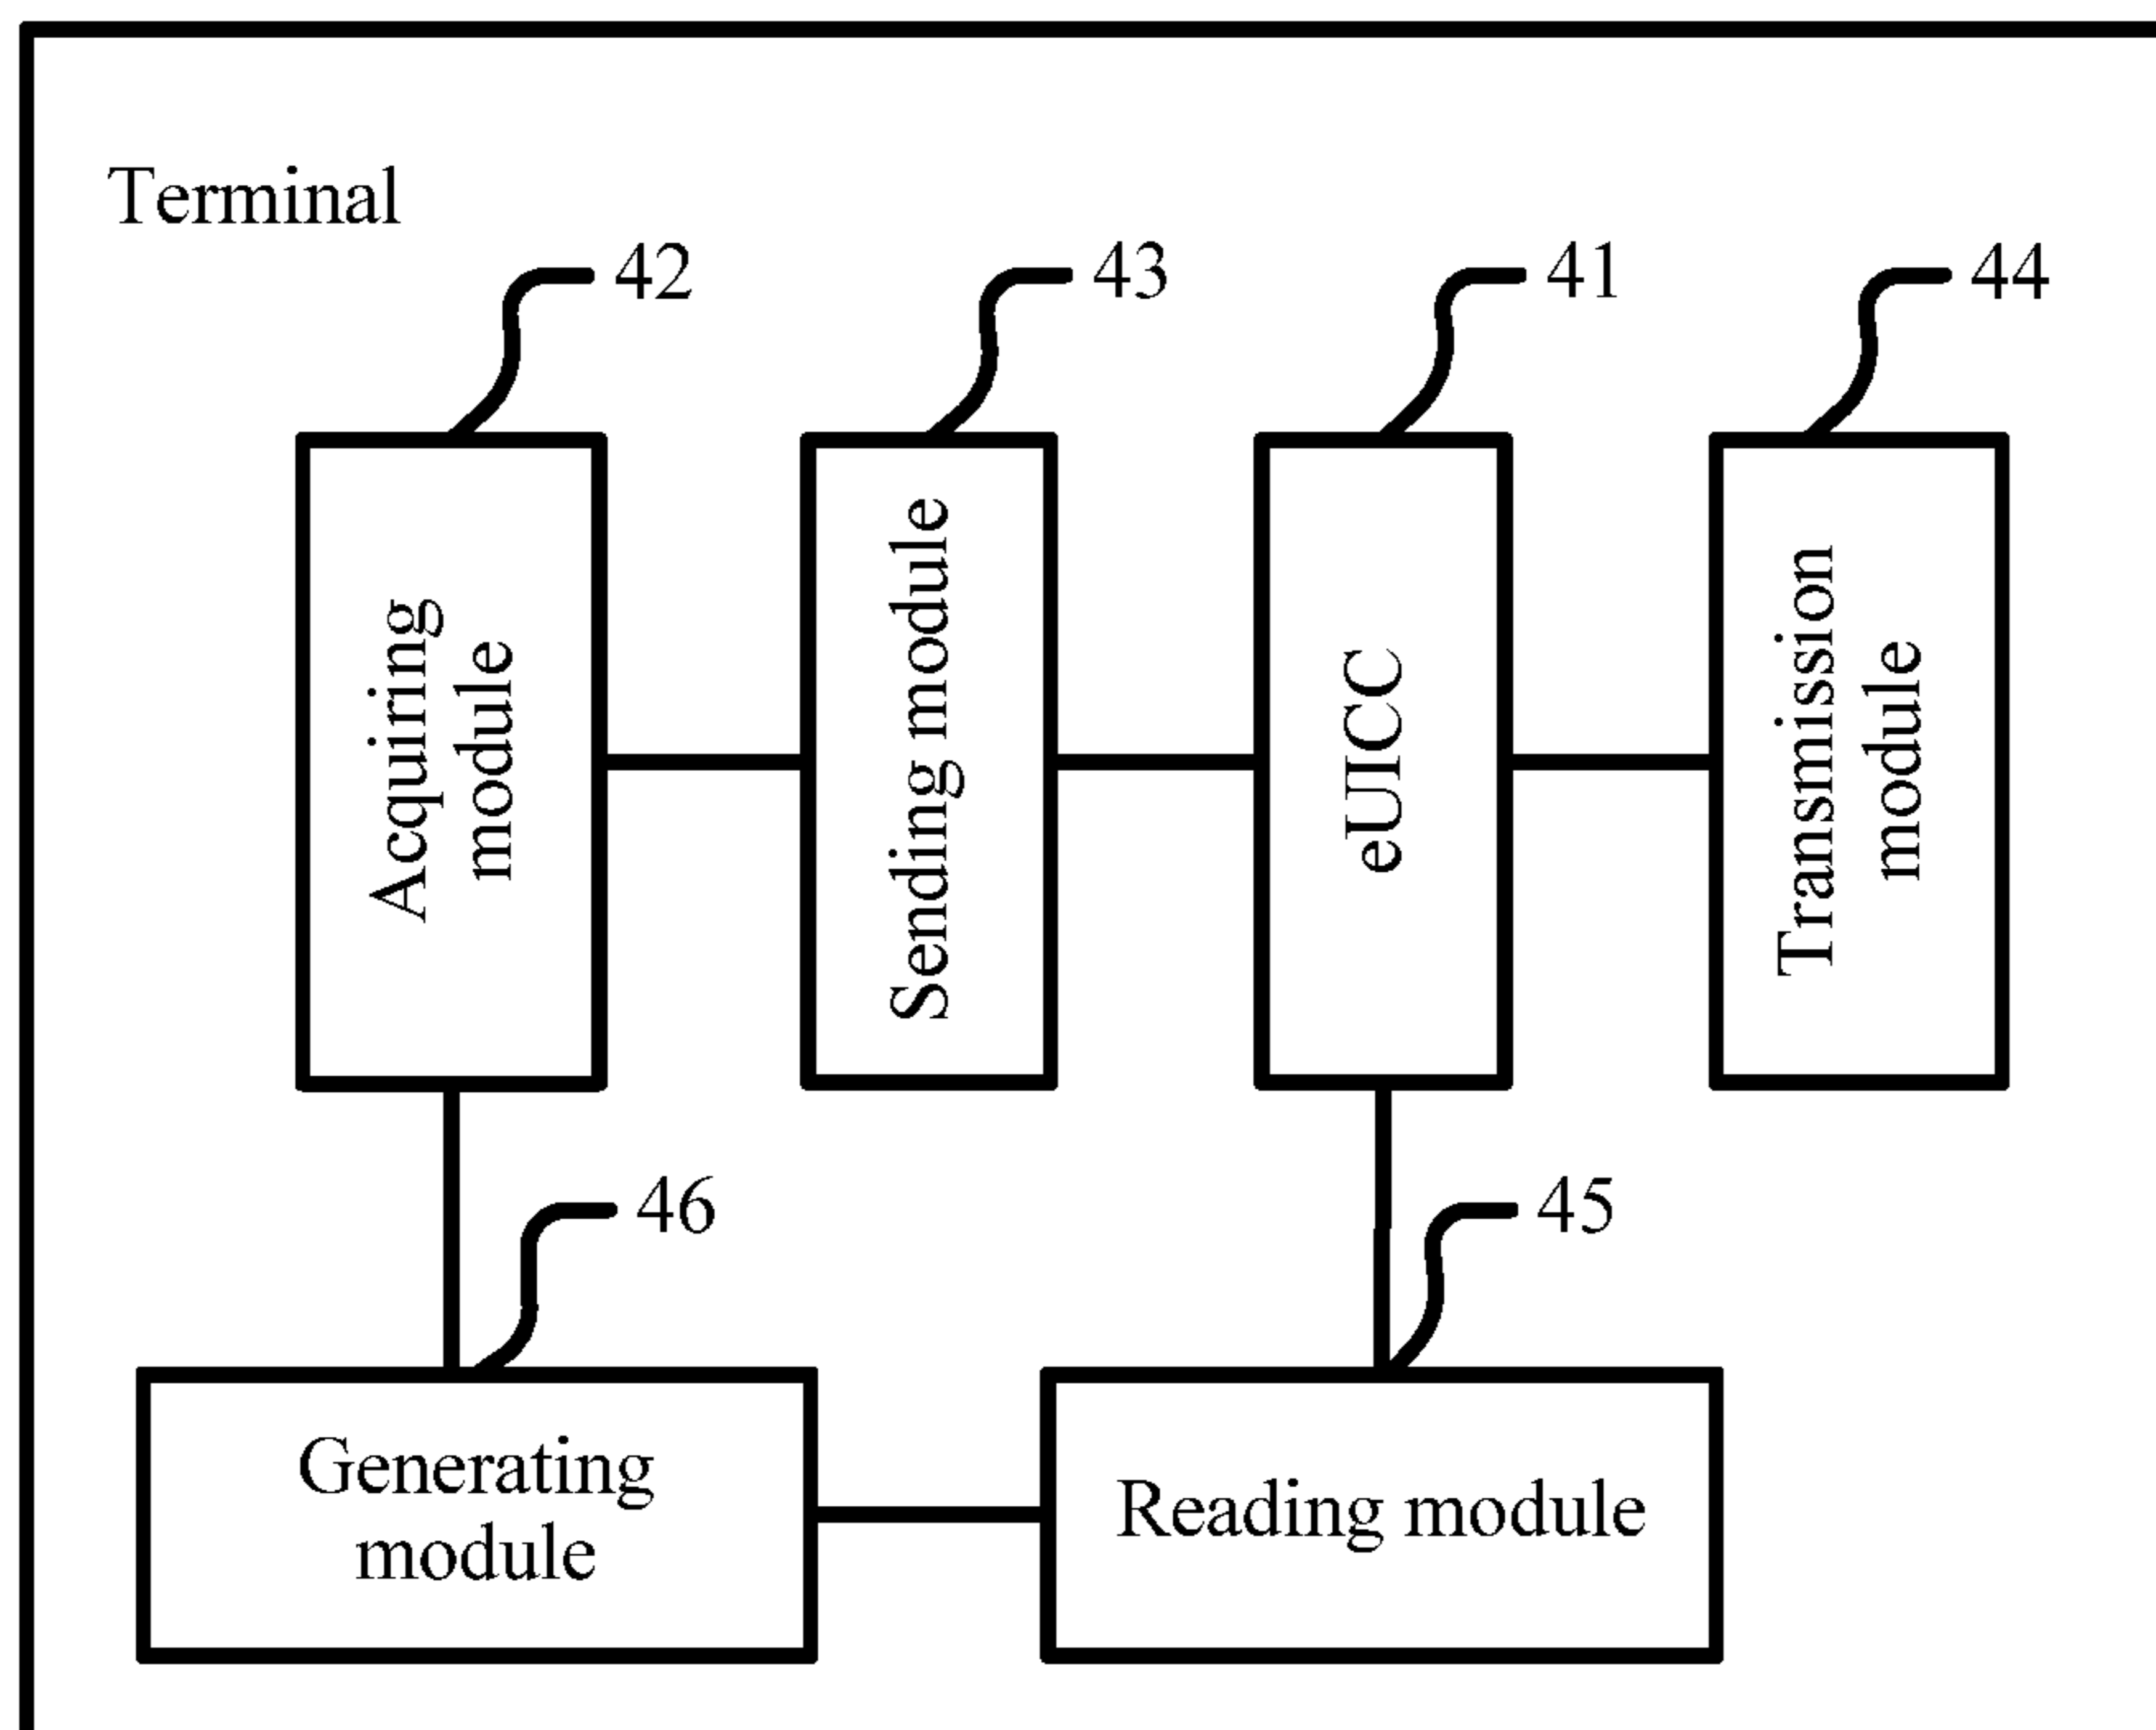 Terminal
42
43
41
44
Acquiring
module
Sending module
eUICC
Transmission
module
46
45
Generating
module
Reading module